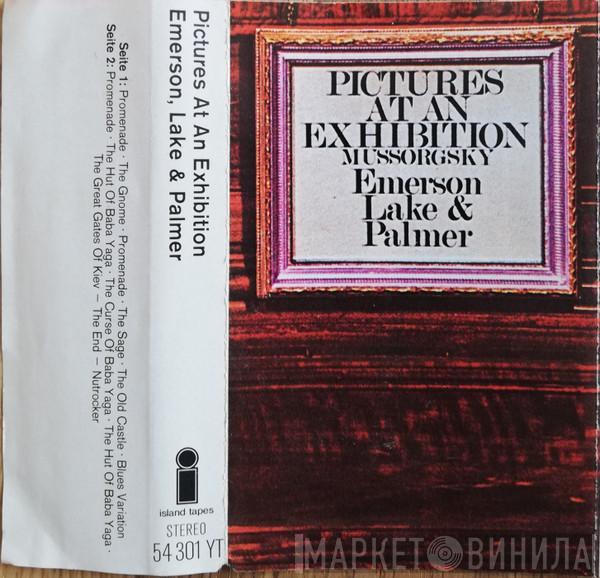 PICTURES
AT AN
EXHIBITION
MUSSORGSKY
Emerson
Lake &
Palmer
Pictures At An Exhibition
Emerson, Lake & Palmer
island tapes
STEREO
54 301 YT
Seite 1: Promenade · The Gnome · Promenade · The Sage · The Old Castle · Blues Variation
Seite 2: Promenade · The Hut Of Baba Yaga · The Curse Of Baba Yaga · The Hut Of Baba Yaga ·
The Great Gates Of Kiev – The End – Nutrocker
МАРКЕТ ВИНИЛА